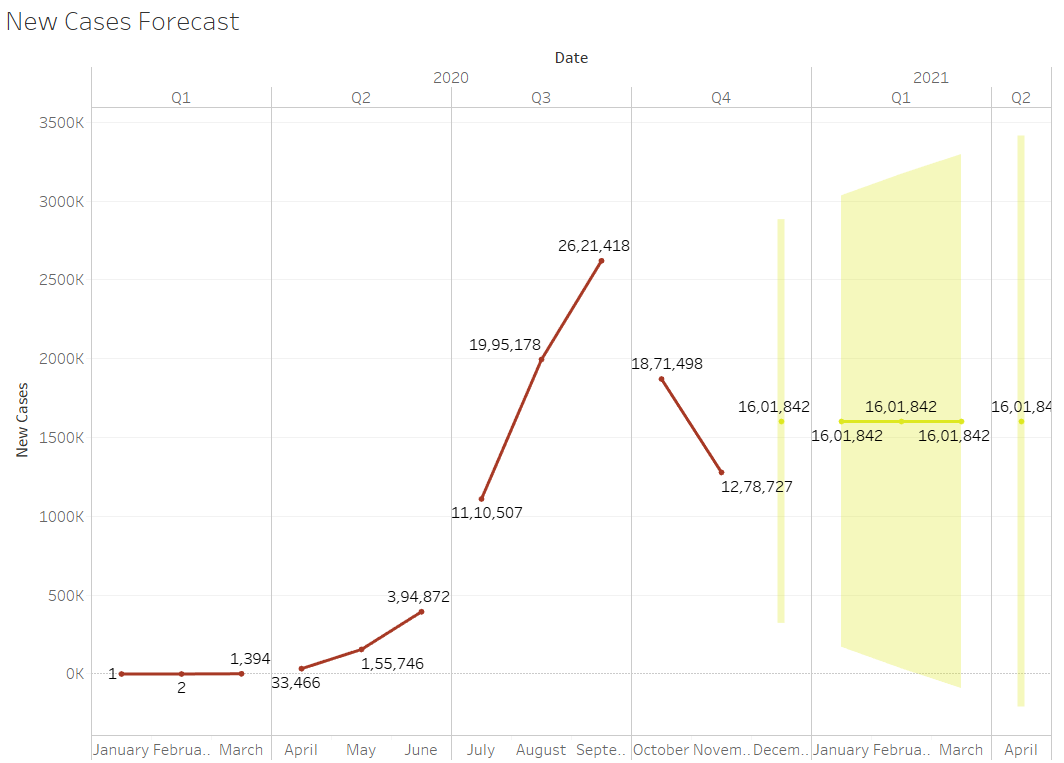 New Cases Forecast
Date
2020 2021
Q1 Q2 Q3 Q4 Q1 Q2
3500K
3000K
2500K
2000K
1500K
1000K
500K
0K
New Cases
1
2
1,394
33,466
1,55,746
3,94,872
11,10,507
19,95,178
26,21,418
18,71,498
12,78,727
16,01,842
16,01,842
16,01,842
16,01,842
16,01,84
January Februa.. March April May June July August Septe.. October Novem.. Decem.. January Februa.. March April